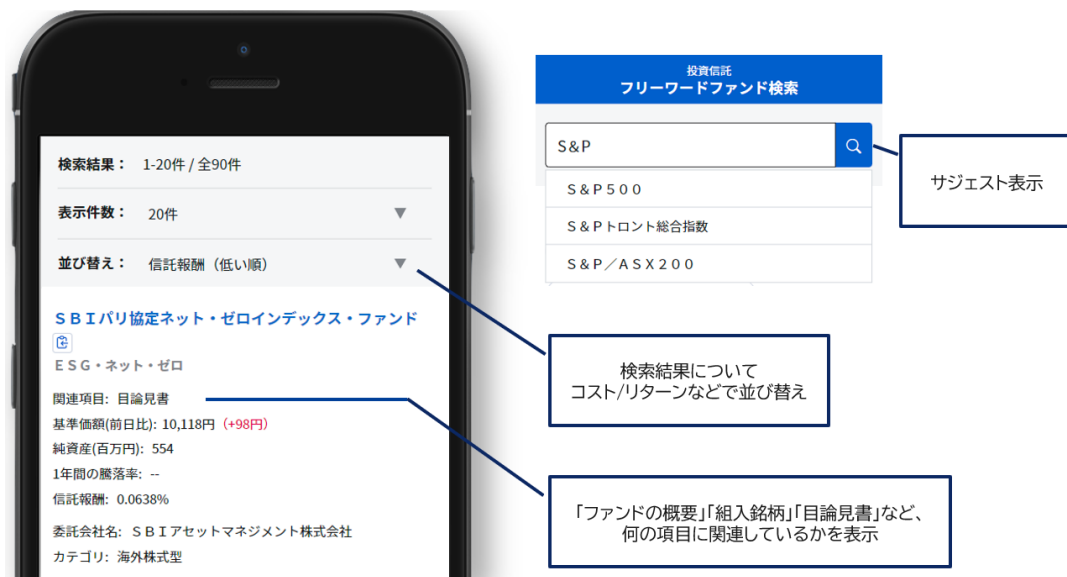 検索結果： 1-20件 / 全90件
表示件数： 20件
並び替え： 信託報酬（低い順）
ＳＢＩパリ協定ネット・ゼロインデックス・ファンド
ＥＳＧ・ネット・ゼロ
関連項目: 目論見書
基準価額(前日比): 10,118円（+98円）
純資産(百万円): 554
1年間の騰落率: --
信託報酬: 0.0638%
委託会社名: ＳＢＩアセットマネジメント株式会社
カテゴリ: 海外株式型
投資信託
フリーワードファンド検索
S&P
Ｓ＆Ｐ５００
Ｓ＆Ｐトロント総合指数
Ｓ＆Ｐ／ＡＳＸ２００
サジェスト表示
検索結果について
コスト/リターンなどで並び替え
「ファンドの概要」「組入銘柄」「目論見書」など、
何の項目に関連しているかを表示